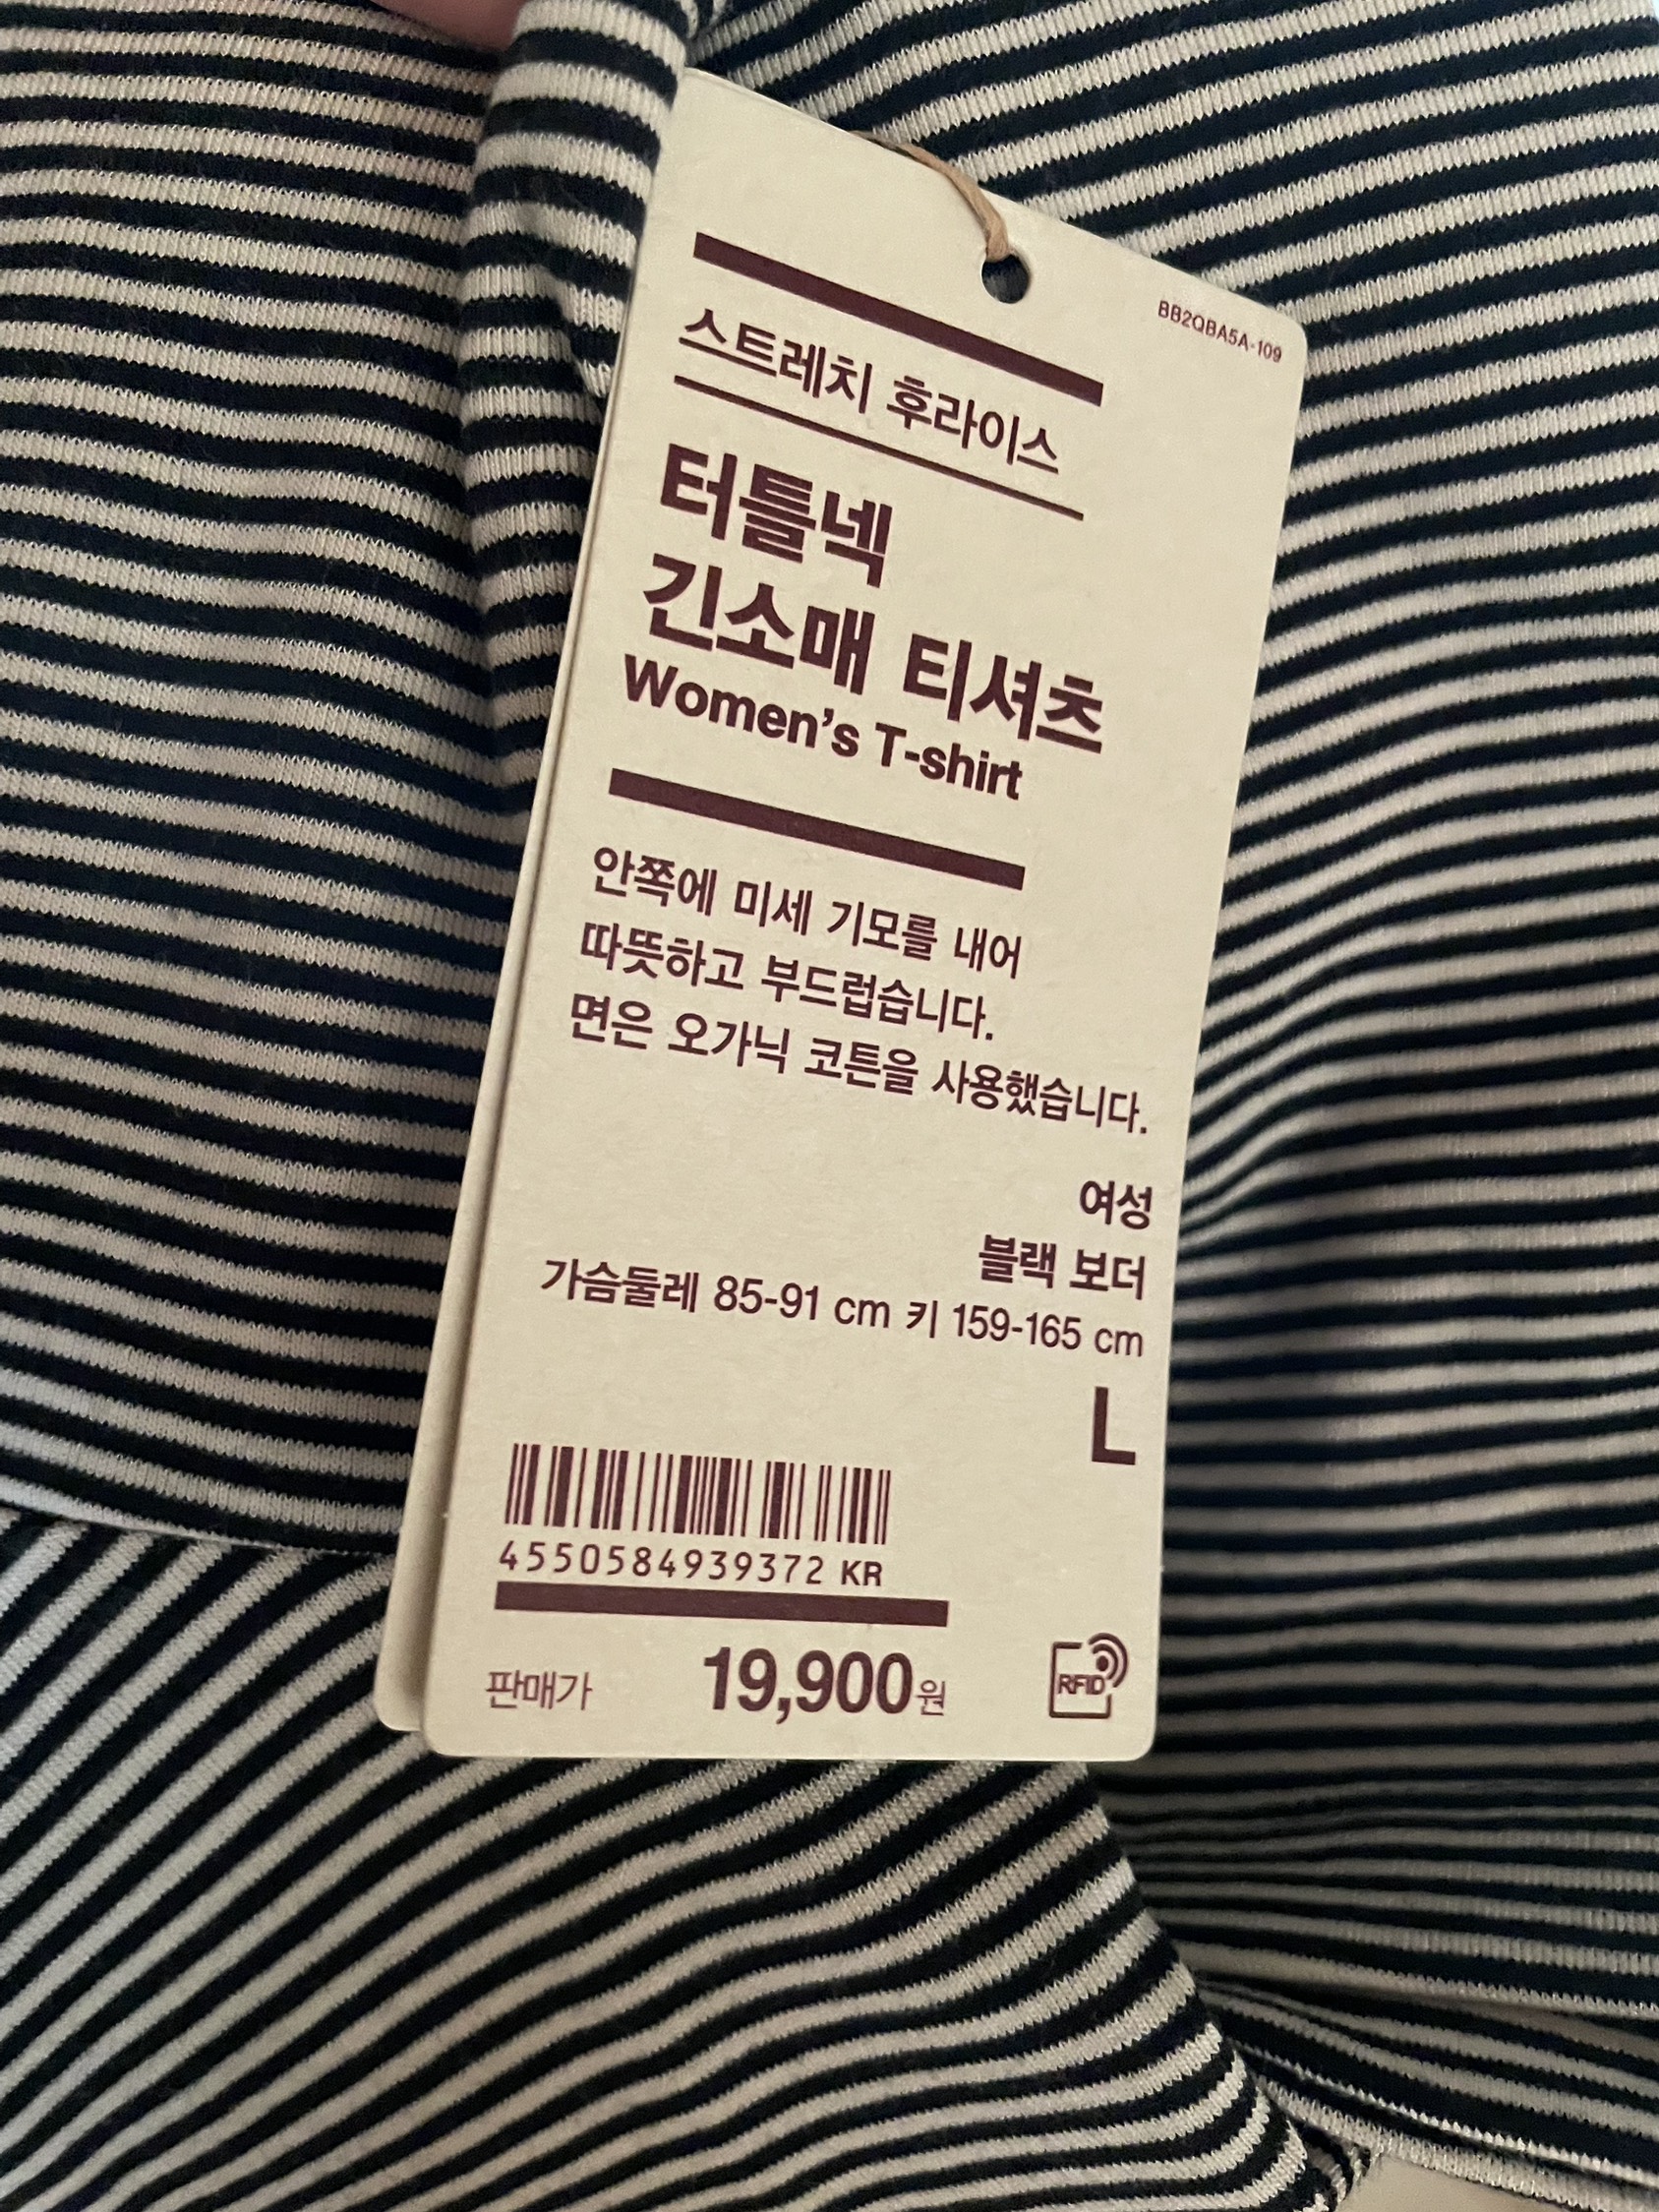 BB2QBA5A-109
스트레치 후라이스
터틀넥
긴소매 티셔츠
Women's T-shirt
안쪽에 미세 기모를 내어
따뜻하고 부드럽습니다.
면은 오가닉 코튼을 사용했습니다.
여성
블랙 보더
가슴둘레 85-91 cm 키 159-165 cm
L
4550584939372 KR
판매가 19,900원
RFID